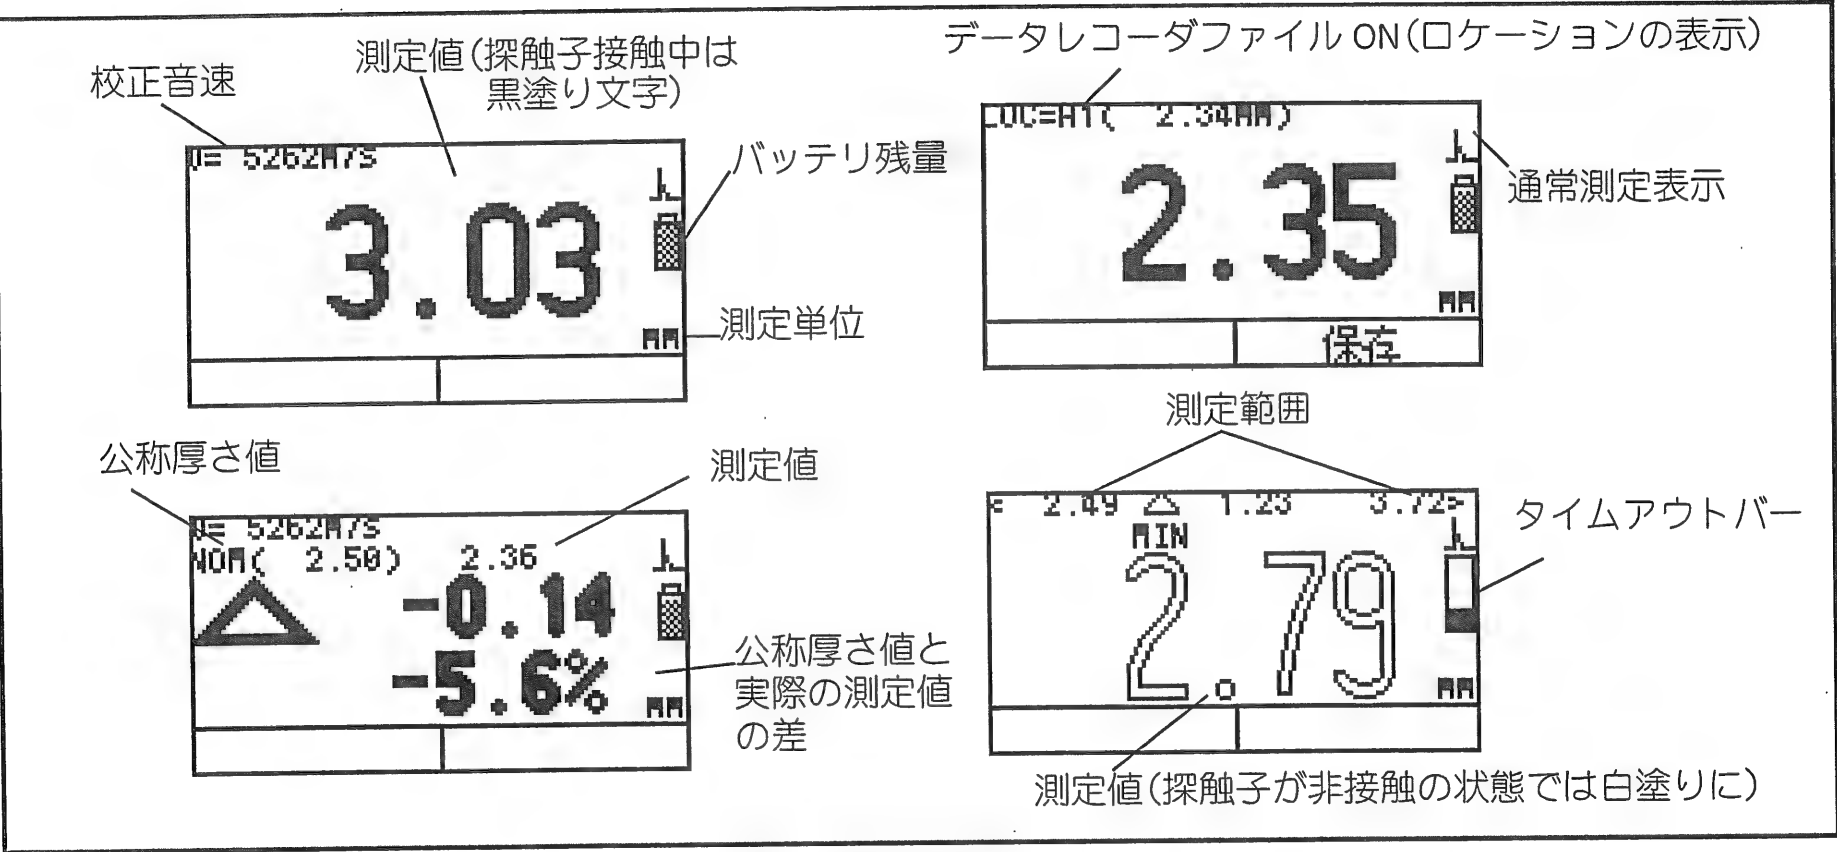 校正音速
測定値(探触子接触中は
黒塗り文字)
5262M/S
3.03
MM
バッテリ残量
測定単位
データレコーダファイル ON(ロケーションの表示)
LOC=A1( 2.34MM)
2.35
MM
保存
通常測定表示
公称厚さ値
測定値
5262M/S
NOM( 2.50) 2.36
△ -0.14
-5.6%
MM
公称厚さ値と
実際の測定値
の差
測定範囲
< 2.49 △ 1.23 3.72>
MIN
2.79
MM
タイムアウトバー
測定値(探触子が非接触の状態では白塗りに)